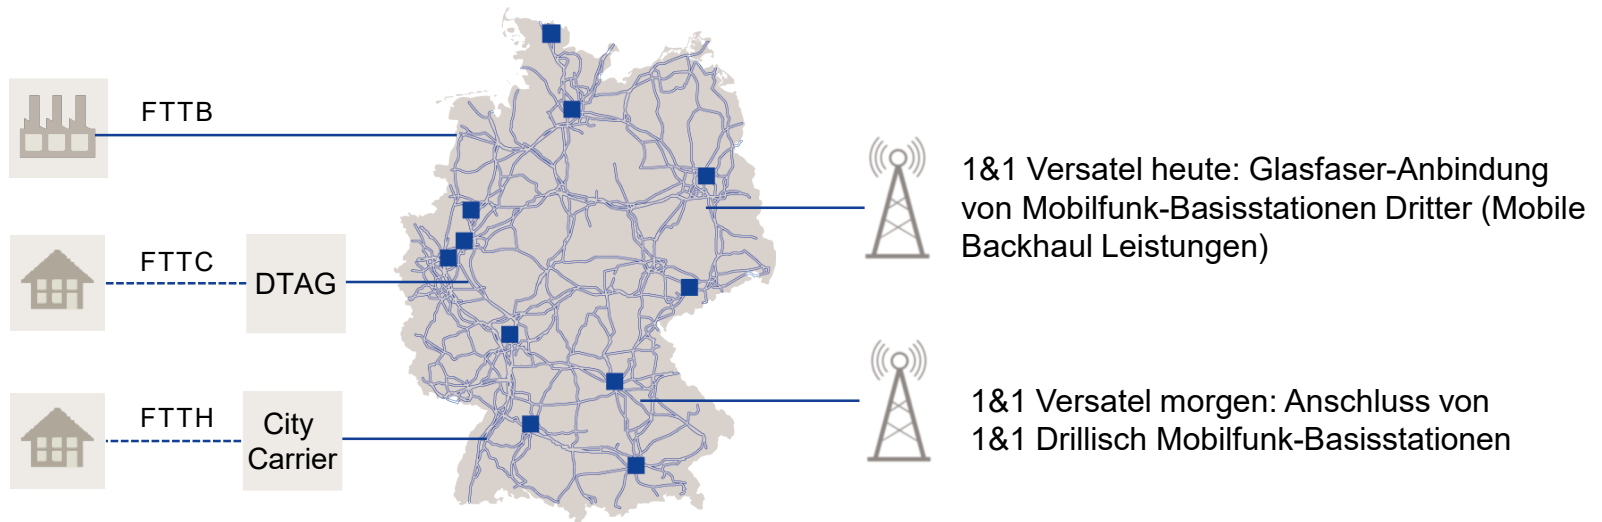 FTTB
FTTC
DTAG
FTTH
City
Carrier
1&1 Versatel heute: Glasfaser-Anbindung
von Mobilfunk-Basisstationen Dritter (Mobile
Backhaul Leistungen)
1&1 Versatel morgen: Anschluss von
1&1 Drillisch Mobilfunk-Basisstationen